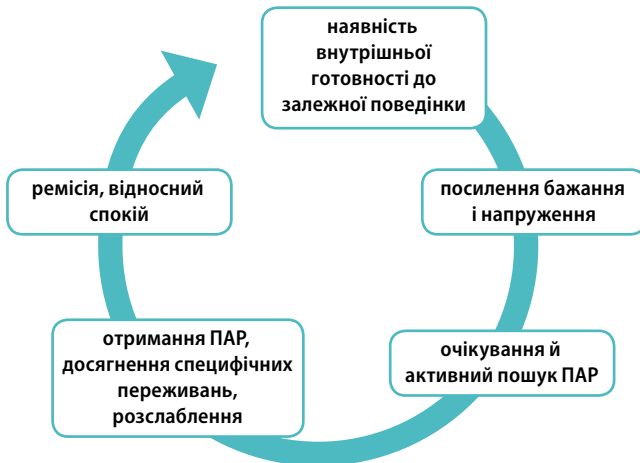 наявність
внутрішньої
готовності до
залежної поведінки
посилення бажання
і напруження
очікування й
активний пошук ПАР
отримання ПАР,
досягнення специфічних
переживань,
розслаблення
ремісія, відносний
спокій